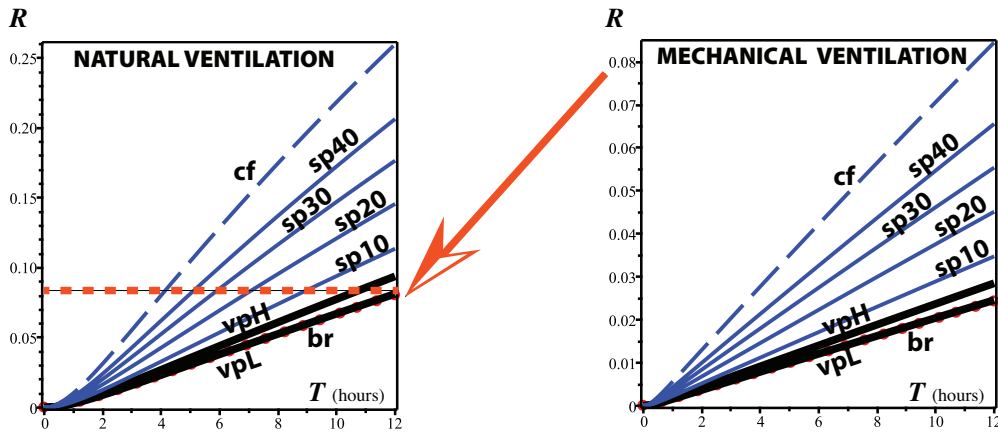 R
NATURAL VENTILATION
0.25
0.20
0.15
0.10
0.05
0
cf
sp40
sp30
sp20
sp10
vpH
vpL
br
T (hours)
0 2 4 6 8 10 12
R
MECHANICAL VENTILATION
0.08
0.07
0.06
0.05
0.04
0.03
0.02
0.01
0
cf
sp40
sp30
sp20
sp10
vpH
vpL
br
T (hours)
0 2 4 6 8 10 12